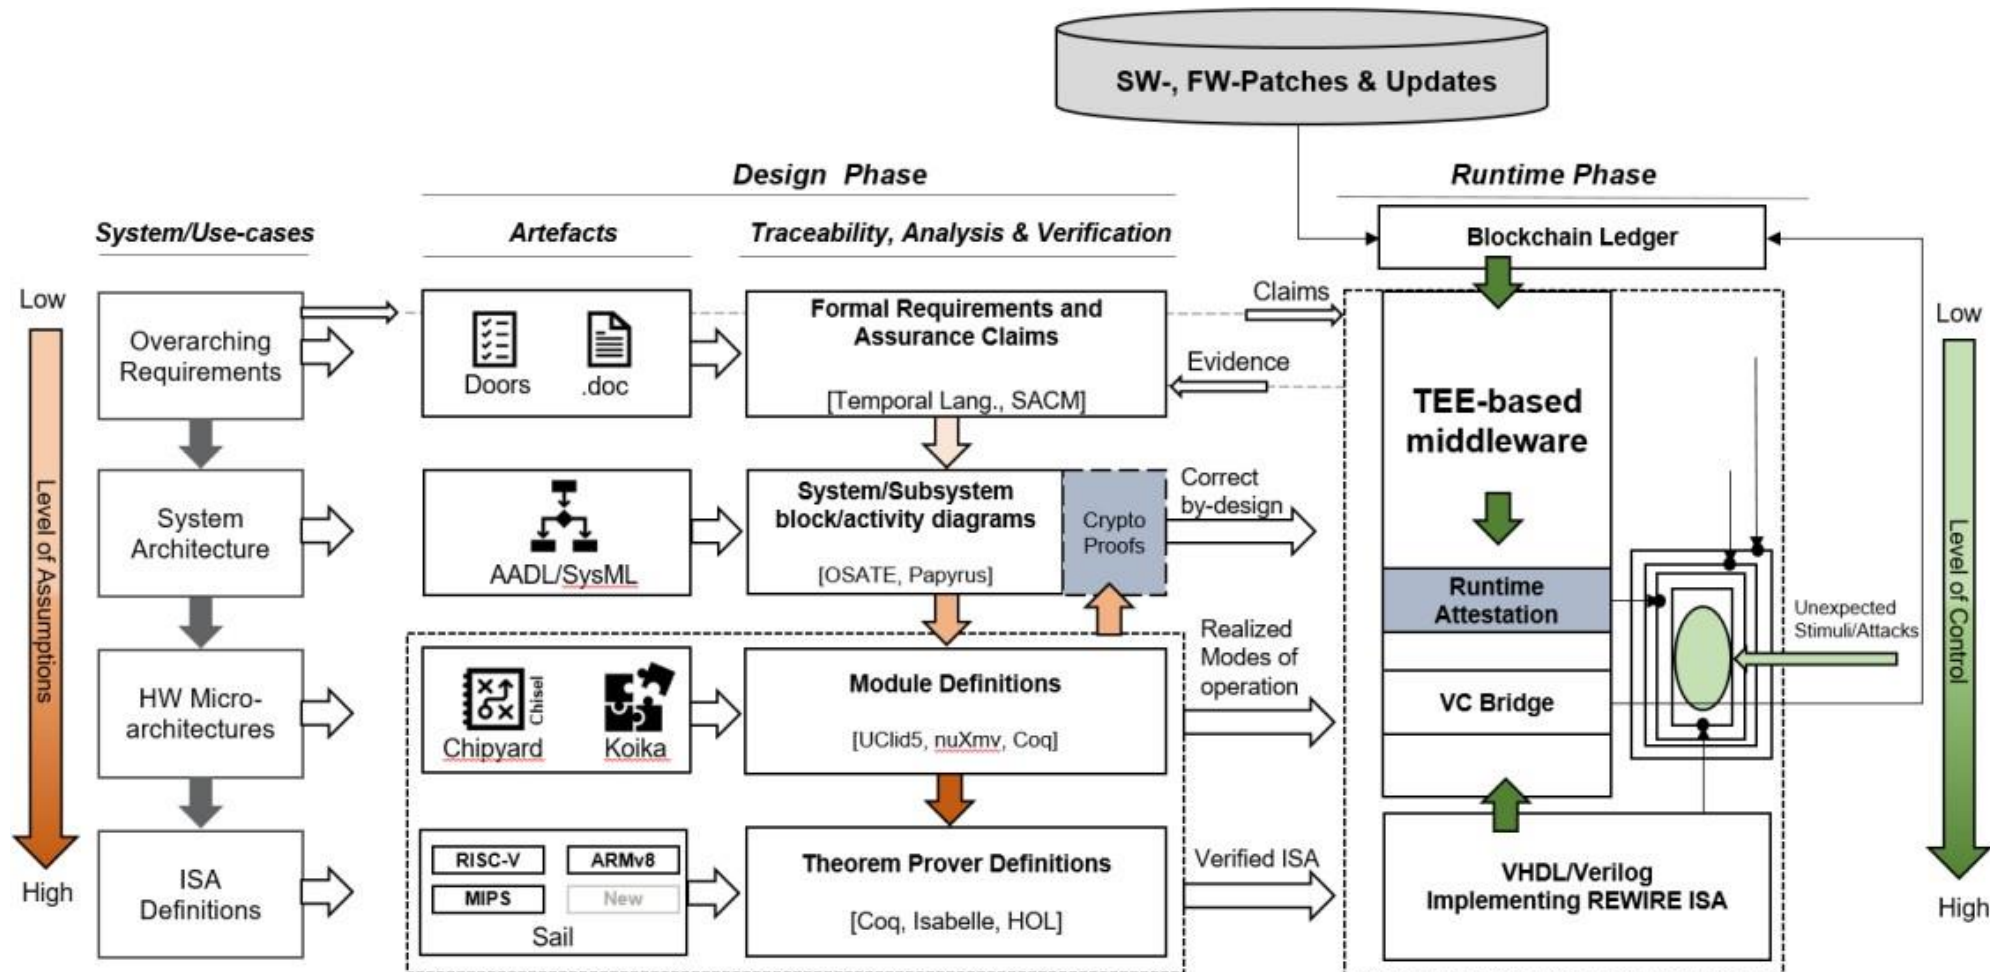 SW-, FW-Patches & Updates
Design Phase
Runtime Phase
System/Use-cases
Artefacts
Traceability, Analysis & Verification
Blockchain Ledger
Low
Level of Assumptions
High
Overarching
Requirements
Doors
.doc
Formal Requirements and
Assurance Claims
[Temporal Lang., SACM]
Claims
Evidence
System
Architecture
AADL/SysML
System/Subsystem
block/activity diagrams
[OSATE, Papyrus]
Crypto
Proofs
Correct
by-design
HW Micro-
architectures
Chisel
Chipyard
Koika
Module Definitions
[UClid5, nuXmv, Coq]
Realized
Modes of
operation
ISA
Definitions
RISC-V
ARMv8
MIPS
New
Sail
Theorem Prover Definitions
[Coq, Isabelle, HOL]
Verified ISA
TEE-based
middleware
Runtime
Attestation
VC Bridge
VHDL/Verilog
Implementing REWIRE ISA
Unexpected
Stimuli/Attacks
Low
Level of Control
High